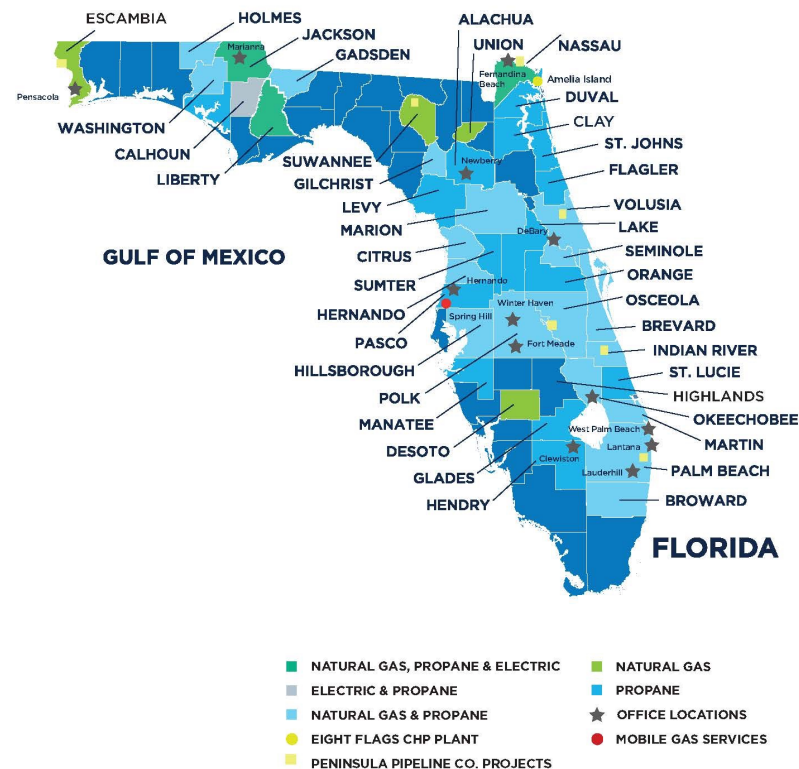 ESCAMBIA
HOLMES
JACKSON
GADSDEN
ALACHUA
UNION
NASSAU
Marianna
Pensacola
Fernandina
Beach
Amelia Island
DUVAL
CLAY
ST. JOHNS
FLAGLER
WASHINGTON
CALHOUN
LIBERTY
SUWANNEE
GILCHRIST
LEVY
MARION
CITRUS
SUMTER
HERNANDO
PASCO
HILLSBOROUGH
POLK
MANATEE
DESOTO
GLADES
HENDRY
Newberry
VOLUSIA
LAKE
DeBary
SEMINOLE
ORANGE
OSCEOLA
BREVARD
INDIAN RIVER
ST. LUCIE
HIGHLANDS
OKEECHOBEE
MARTIN
PALM BEACH
BROWARD
Hernando
Spring Hill
Winter Haven
Fort Meade
West Palm Beach
Lantana
Clewiston
Lauderhill
GULF OF MEXICO
FLORIDA
NATURAL GAS, PROPANE & ELECTRIC
ELECTRIC & PROPANE
NATURAL GAS & PROPANE
EIGHT FLAGS CHP PLANT
PENINSULA PIPELINE CO. PROJECTS
NATURAL GAS
PROPANE
OFFICE LOCATIONS
MOBILE GAS SERVICES